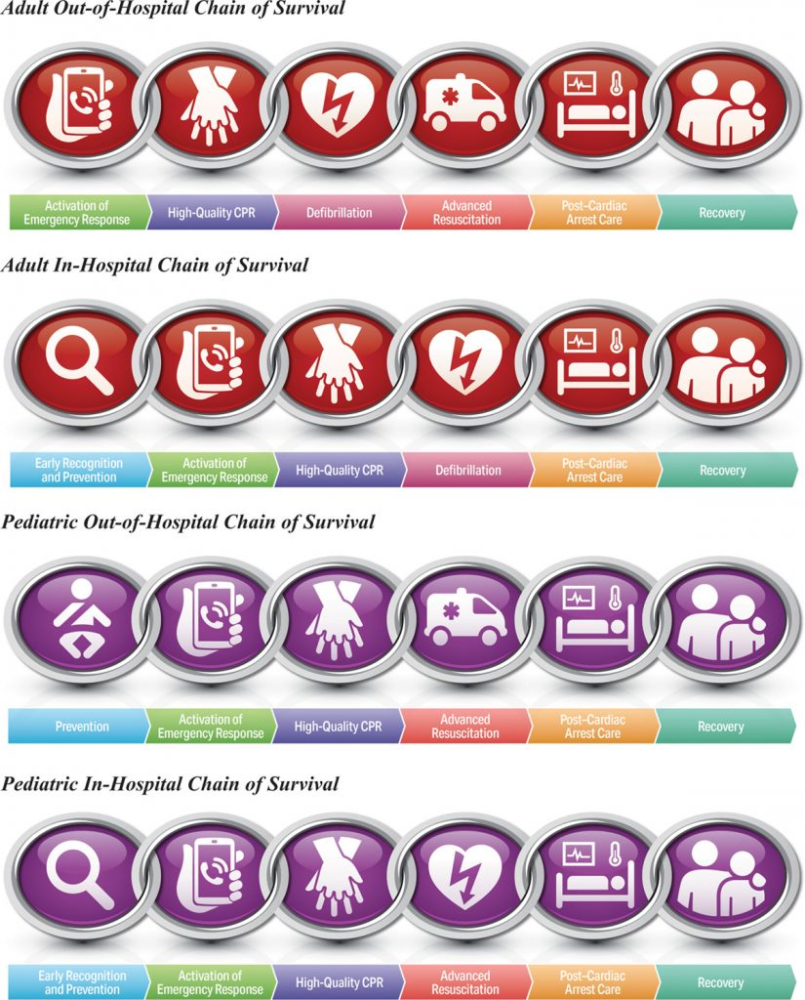 Adult Out-of-Hospital Chain of Survival
Activation of
Emergency Response
High-Quality CPR
Defibrillation
Advanced
Resuscitation
Post–Cardiac
Arrest Care
Recovery
Adult In-Hospital Chain of Survival
Early Recognition
and Prevention
Activation of
Emergency Response
High-Quality CPR
Defibrillation
Post–Cardiac
Arrest Care
Recovery
Pediatric Out-of-Hospital Chain of Survival
Prevention
Activation of
Emergency Response
High-Quality CPR
Advanced
Resuscitation
Post–Cardiac
Arrest Care
Recovery
Pediatric In-Hospital Chain of Survival
Early Recognition
and Prevention
Activation of
Emergency Response
High-Quality CPR
Advanced
Resuscitation
Post–Cardiac
Arrest Care
Recovery